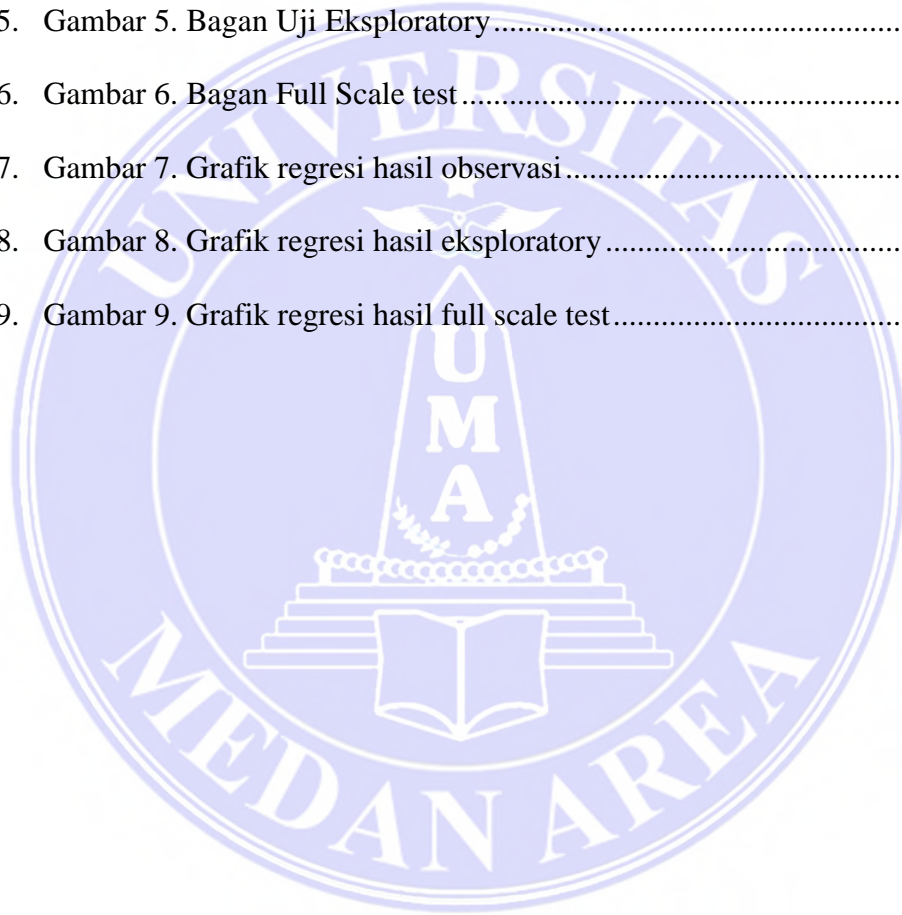 5. Gambar 5. Bagan Uji Eksploratory............................................
6. Gambar 6. Bagan Full Scale test...............................................
7. Gambar 7. Grafik regresi hasil observasi....................................
8. Gambar 8. Grafik regresi hasil eksploratory...............................
9. Gambar 9. Grafik regresi hasil full scale test...............................
UNIVERSITAS
UMA
MEDAN AREA